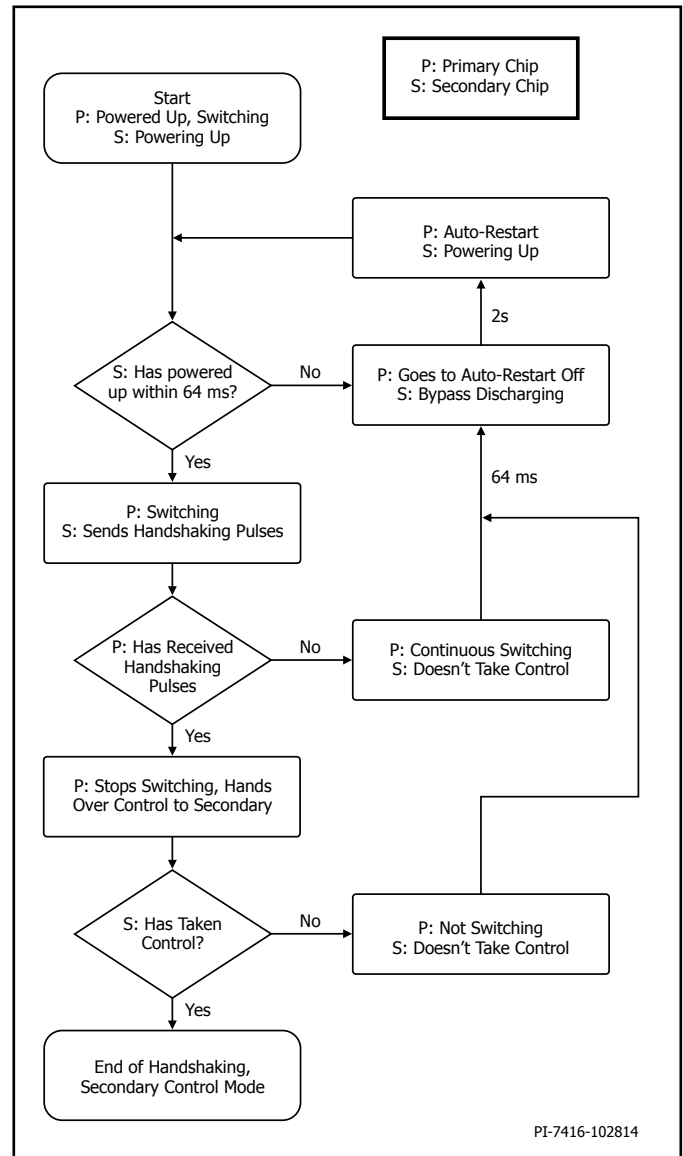 P: Primary Chip
S: Secondary Chip
Start
P: Powered Up, Switching
S: Powering Up
P: Auto-Restart
S: Powering Up
2s
S: Has powered
up within 64 ms?
No
P: Goes to Auto-Restart Off
S: Bypass Discharging
Yes
64 ms
P: Switching
S: Sends Handshaking Pulses
P: Has Received
Handshaking
Pulses
No
P: Continuous Switching
S: Doesn't Take Control
Yes
P: Stops Switching, Hands
Over Control to Secondary
S: Has Taken
Control?
No
P: Not Switching
S: Doesn't Take Control
Yes
End of Handshaking,
Secondary Control Mode
PI-7416-102814